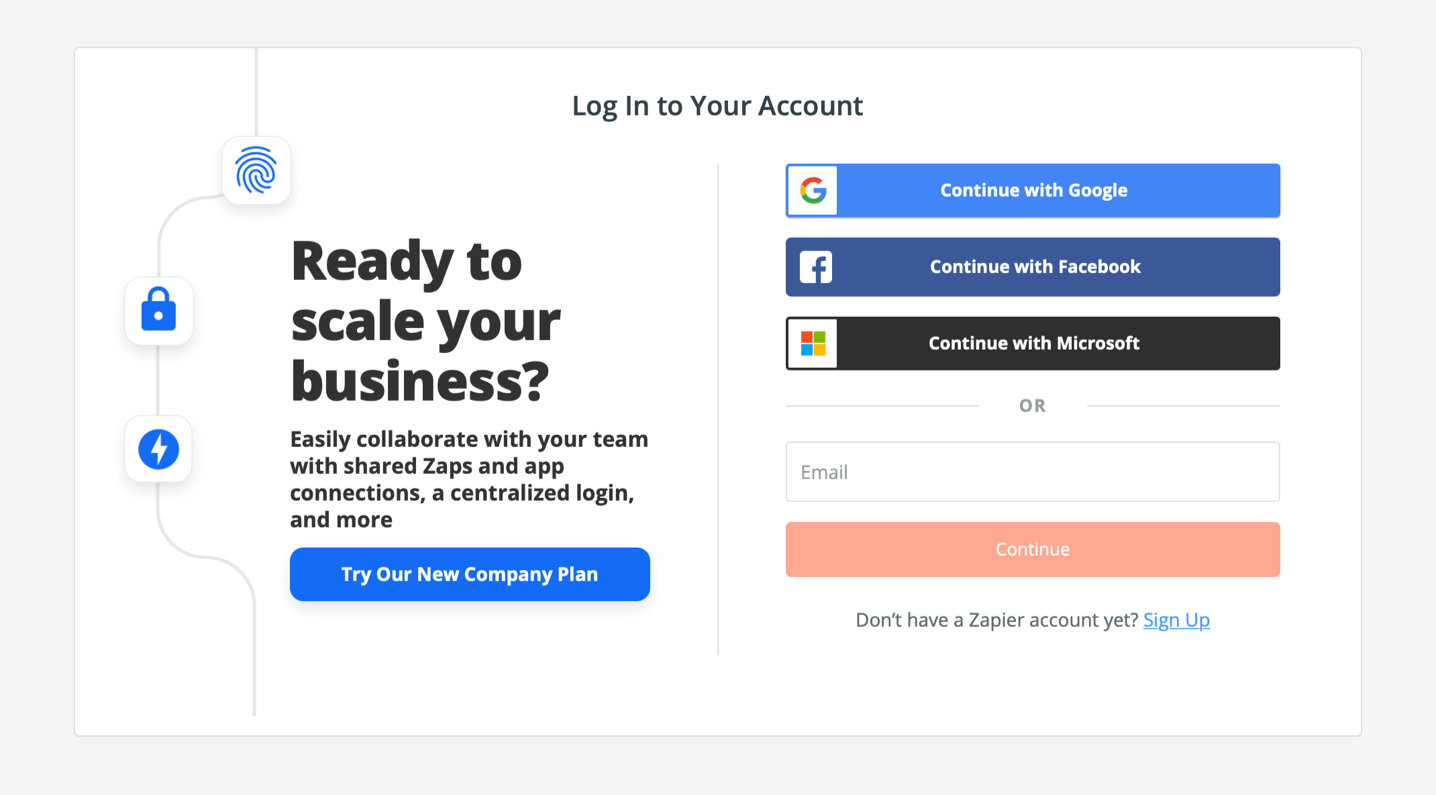 Log In to Your Account
Ready to
scale your
business?
Easily collaborate with your team
with shared Zaps and app
connections, a centralized login,
and more
Try Our New Company Plan
Continue with Google
Continue with Facebook
Continue with Microsoft
OR
Email
Continue
Don’t have a Zapier account yet? Sign Up